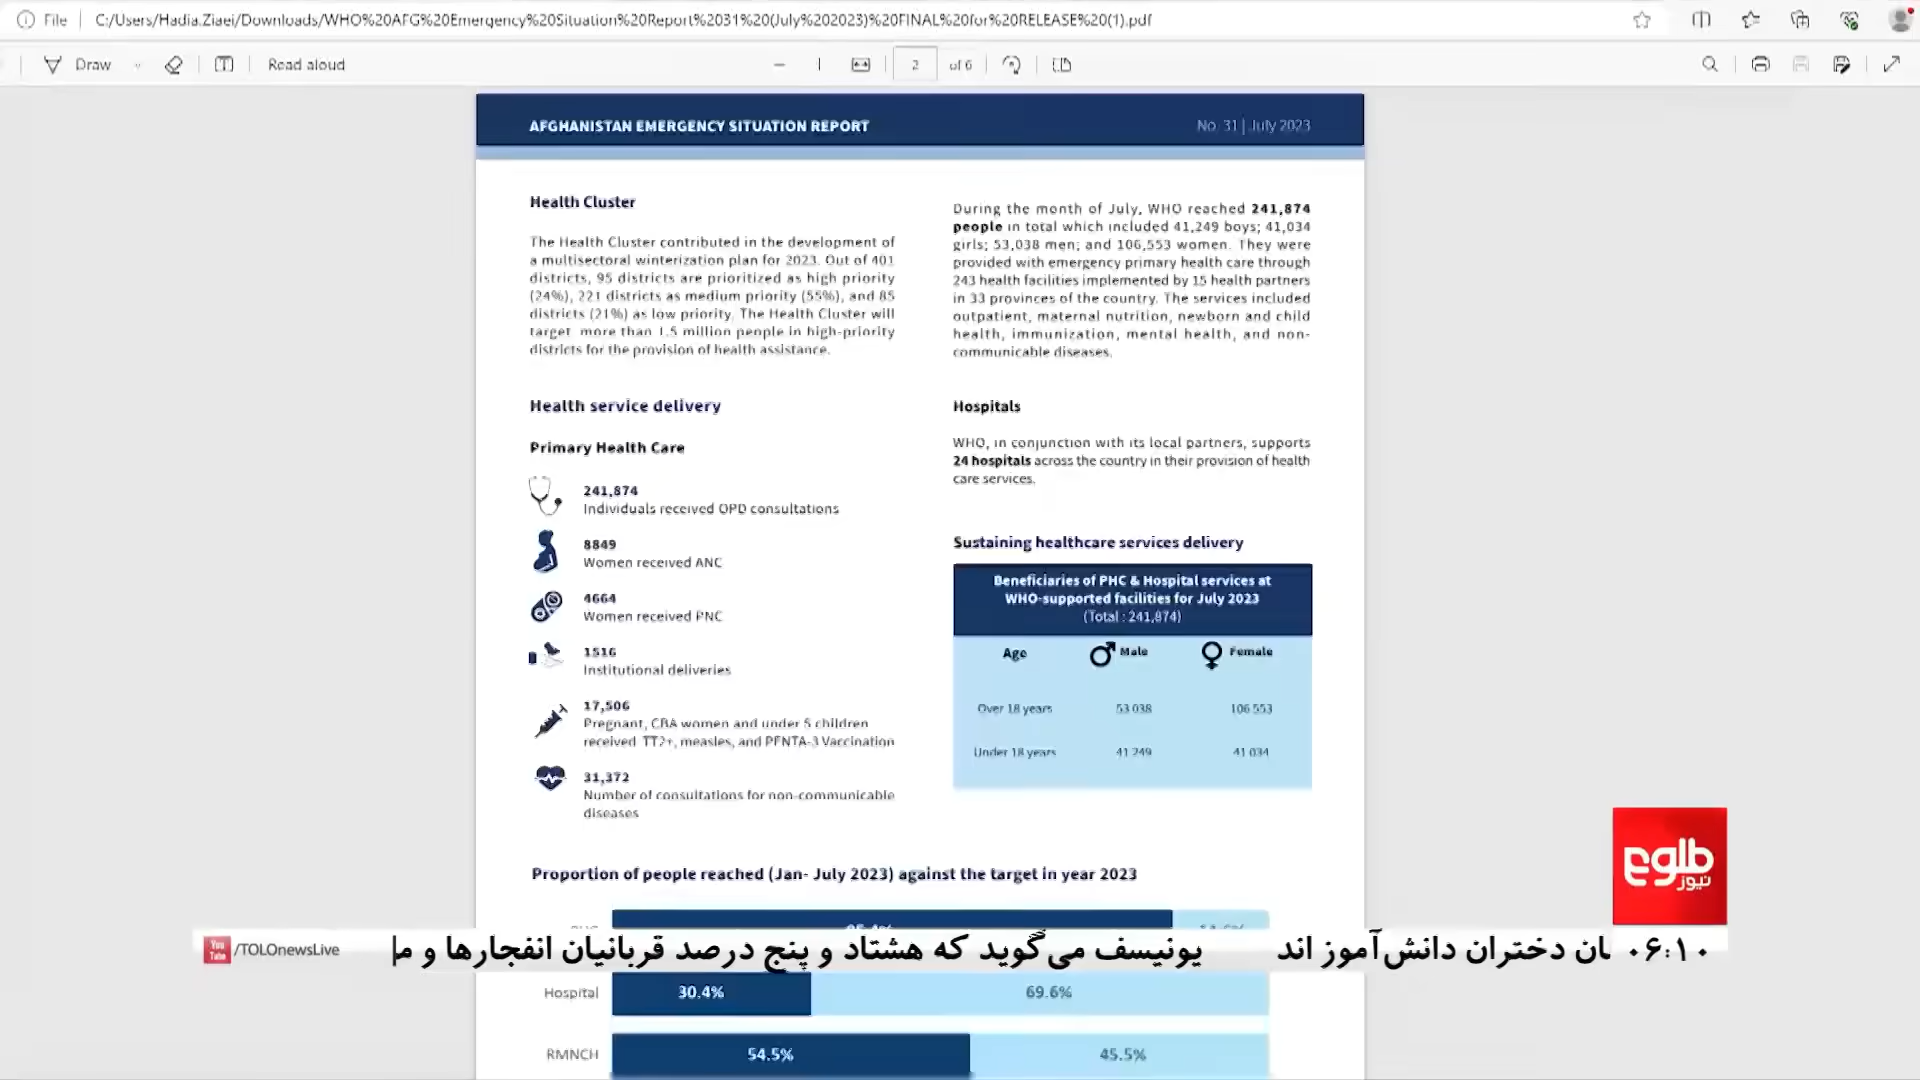 File
C:/Users/Hadia.Ziaei/Downloads/WHO%20AFG%20Emergency%20Situation%20Report%2031%20(July%202023)%20FINAL%20for%20RELEASE%20(1).pdf
Draw
Read aloud
2 of 6
AFGHANISTAN EMERGENCY SITUATION REPORT
No. 31 | July 2023
Health Cluster
The Health Cluster contributed in the development of
a multisectoral winterization plan for 2023. Out of 401
districts, 95 districts are prioritized as high priority
(24%), 221 districts as medium priority (55%), and 85
districts (21%) as low priority. The Health Cluster will
target more than 1.5 million people in high-priority
districts for the provision of health assistance.
Health service delivery
Primary Health Care
241,874
Individuals received OPD consultations
8849
Women received ANC
4664
Women received PNC
1516
Institutional deliveries
17,506
Pregnant, CBA women and under 5 children
received TT2+, measles, and PENTA-3 Vaccination
31,372
Number of consultations for non-communicable
diseases
During the month of July, WHO reached 241,874
people in total which included 41,249 boys; 41,034
girls; 53,038 men; and 106,553 women. They were
provided with emergency primary health care through
243 health facilities implemented by 15 health partners
in 33 provinces of the country. The services included
outpatient, maternal nutrition, newborn and child
health, immunization, mental health, and non-
communicable diseases.
Hospitals
WHO, in conjunction with its local partners, supports
24 hospitals across the country in their provision of health
care services.
Sustaining healthcare services delivery
Beneficiaries of PHC & Hospital services at
WHO-supported facilities for July 2023
(Total : 241,874)
Age Male Female
Over 18 years 53 038 106 553
Under 18 years 41 249 41 034
Proportion of people reached (Jan- July 2023) against the target in year 2023
Hospital 30.4% 69.6%
RMNCH 54.5% 45.5%
طلوع
نیوز
You Tube /TOLOnewsLive
۰۶:۱۰
ان دختران دانش‌آموز اند
یونیسف می‌گوید که هشتاد و پنج درصد قربانیان انفجارها و